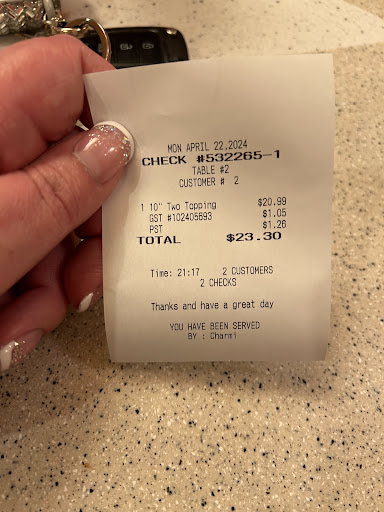 MON APRIL 22,2024
CHECK #532265-1
TABLE #2
CUSTOMER # 2
1 10" Two Topping $20.99
GST #102405693 $1.05
PST $1.26
TOTAL $23.30
Time: 21:17 2 CUSTOMERS
2 CHECKS
Thanks and have a great day
YOU HAVE BEEN SERVED
BY : Charmi